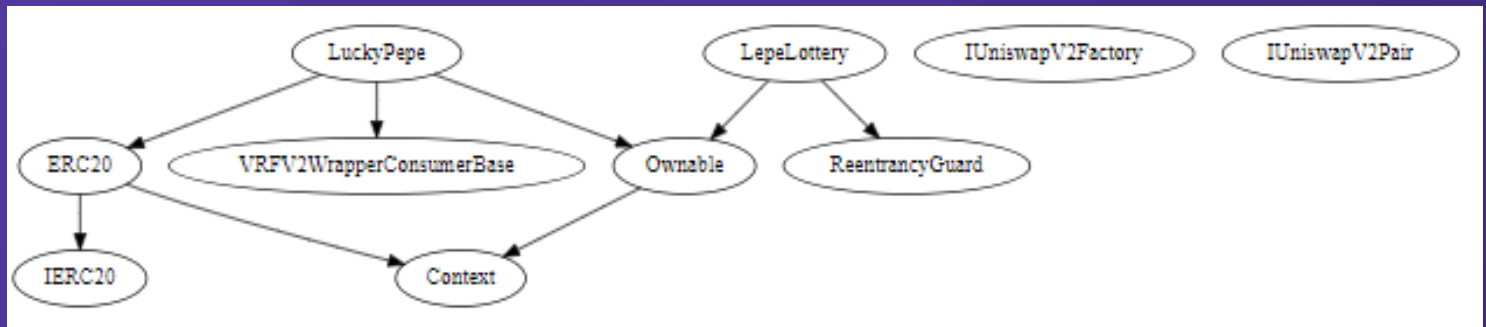 LuckyPepe
LepeLottery
IUniswapV2Factory
IUniswapV2Pair
ERC20
VRFV2WrapperConsumerBase
Ownable
ReentrancyGuard
IERC20
Context